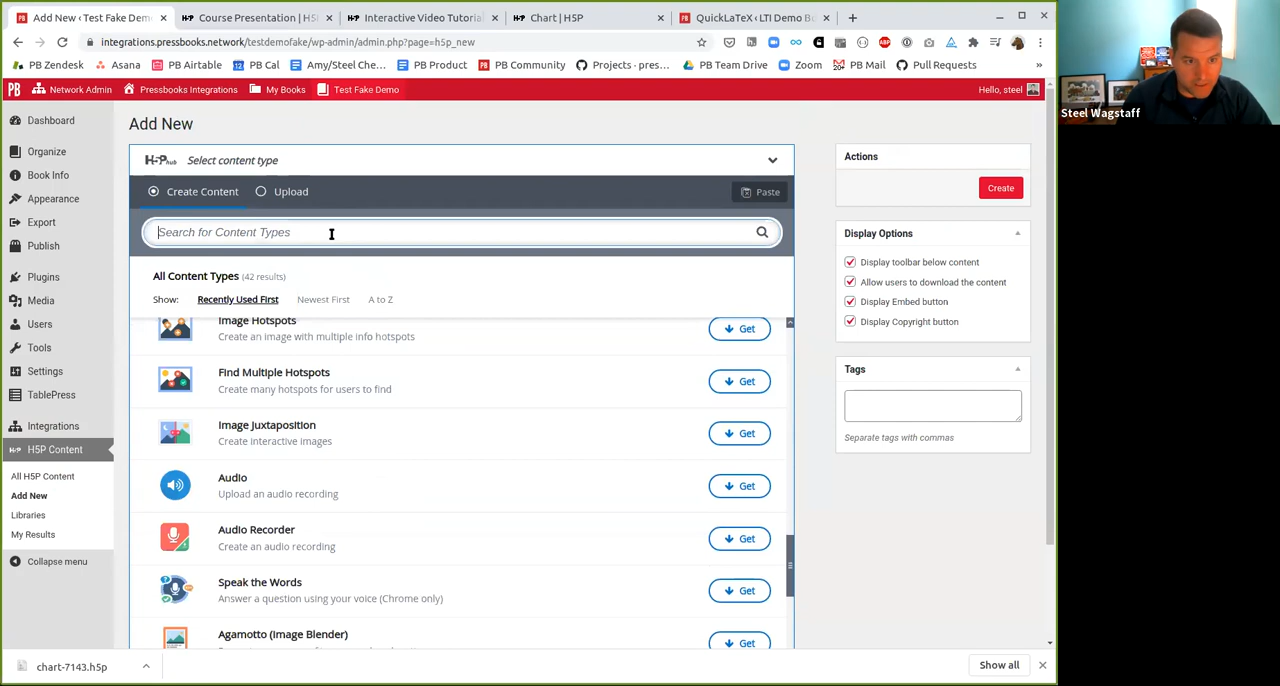 Add New ‹ Test Fake Dem
Course Presentation | H5
Interactive Video Tutoria
Chart | H5P
QuickLaTeX ‹ LTI Demo B
integrations.pressbooks.network/testdemofake/wp-admin/admin.php?page=h5p_new
PB Zendesk
Asana
PB Airtable
PB Cal
Amy/Steel Che…
PB Product
PB Community
Projects · pres…
PB Team Drive
Zoom
PB Mail
Pull Requests
Network Admin
Pressbooks Integrations
My Books
Test Fake Demo
Hello, steel
Steel Wagstaff
Dashboard
Organize
Book Info
Appearance
Export
Publish
Plugins
Media
Users
Tools
Settings
TablePress
Integrations
H5P Content
All H5P Content
Add New
Libraries
My Results
Collapse menu
Add New
H5P hub Select content type
Create Content
Upload
Paste
Search for Content Types
All Content Types (42 results)
Show: Recently Used First Newest First A to Z
Image Hotspots
Create an image with multiple info hotspots
Get
Find Multiple Hotspots
Create many hotspots for users to find
Get
Image Juxtaposition
Create interactive images
Get
Audio
Upload an audio recording
Get
Audio Recorder
Create an audio recording
Get
Speak the Words
Answer a question using your voice (Chrome only)
Get
Agamotto (Image Blender)
Get
Actions
Create
Display Options
Display toolbar below content
Allow users to download the content
Display Embed button
Display Copyright button
Tags
Separate tags with commas
chart-7143.h5p
Show all